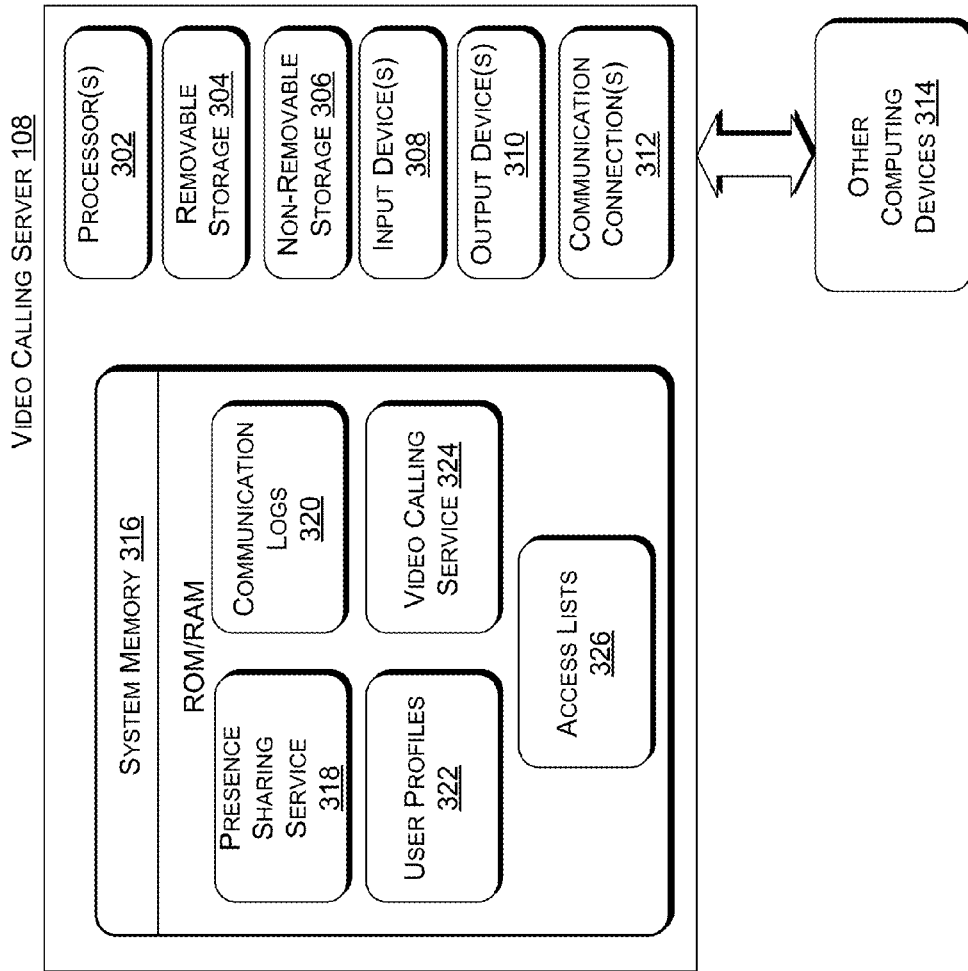 VIDEO CALLING SERVER 108
SYSTEM MEMORY 316
ROM/RAM
PRESENCE
SHARING
SERVICE
318
COMMUNICATION
LOGS
320
USER PROFILES
322
VIDEO CALLING
SERVICE 324
ACCESS LISTS
326
PROCESSOR(S)
302
REMOVABLE
STORAGE 304
NON-REMOVABLE
STORAGE 306
INPUT DEVICE(S)
308
OUTPUT DEVICE(S)
310
COMMUNICATION
CONNECTION(S)
312
OTHER
COMPUTING
DEVICES 314